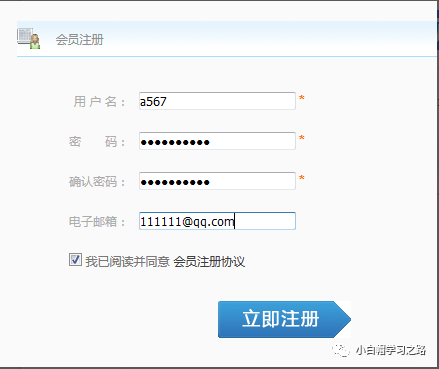 会员注册
用 户 名： a567 *
密 码： ●●●●●●●●●● *
确认密码： ●●●●●●●●●● *
电子邮箱： 111111@qq.com
我已阅读并同意 会员注册协议
立即注册
小白帽学习之路